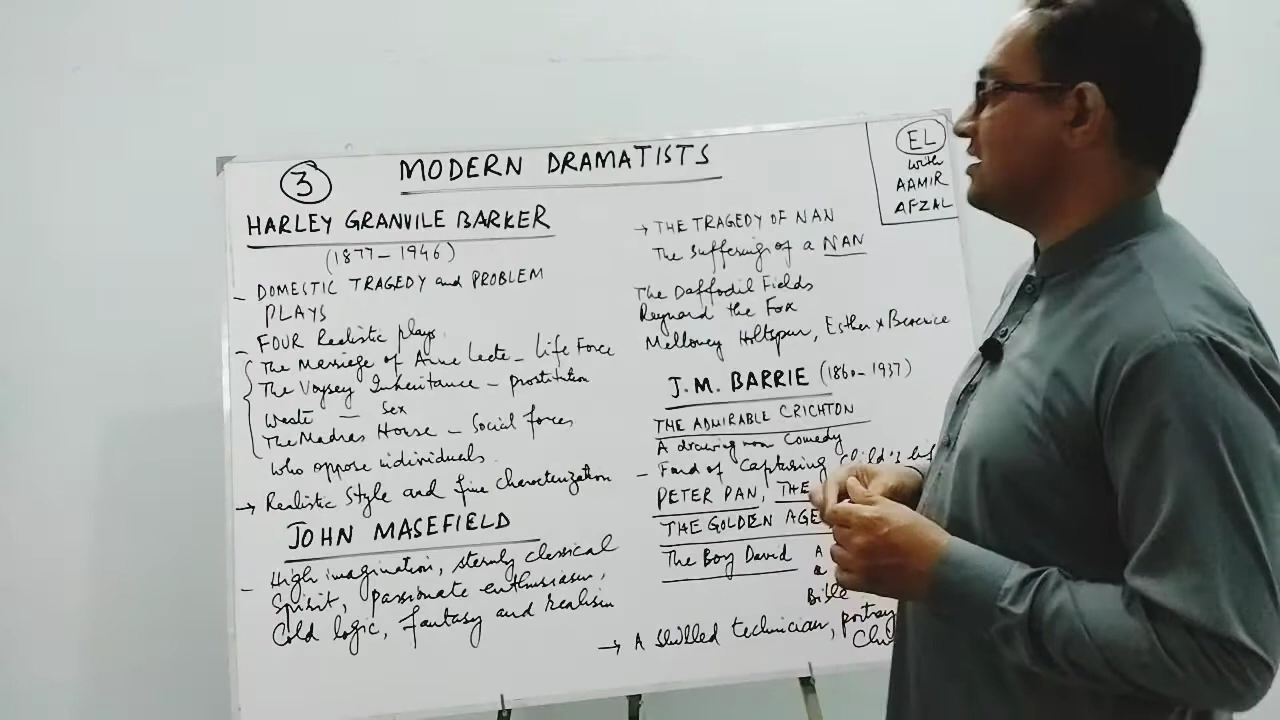 3
MODERN DRAMATISTS
EL
with
AAMIR
AFZAL
HARLEY GRANVILE BARKER
(1877-1946)
- DOMESTIC TRAGEDY and PROBLEM
PLAYS
- FOUR Realistic plays.
The Marriage of Anne Leete - Life Force
The Voysey Inheritance - prostitution
Waste - Sex
The Madras House - Social forces
who oppose individuals.
→ Realistic Style and fine characterization
JOHN MASEFIELD
- High imagination, sternly classical
Spirit, passionate enthusiasm,
Cold logic, fantasy and realism
→ THE TRAGEDY OF NAN
The Suffering of a NAN
The Daffodil Fields
Reynard the Fox
Melloney Holtspur, Esther & Berenice
J.M. BARRIE (1860-1937)
THE ADMIRABLE CRICHTON
A drawing room Comedy
- Fond of Capturing Child's
PETER PAN, THE
THE GOLDEN AGE
The Boy David A
a
Bible
→ A skilled technician, portray